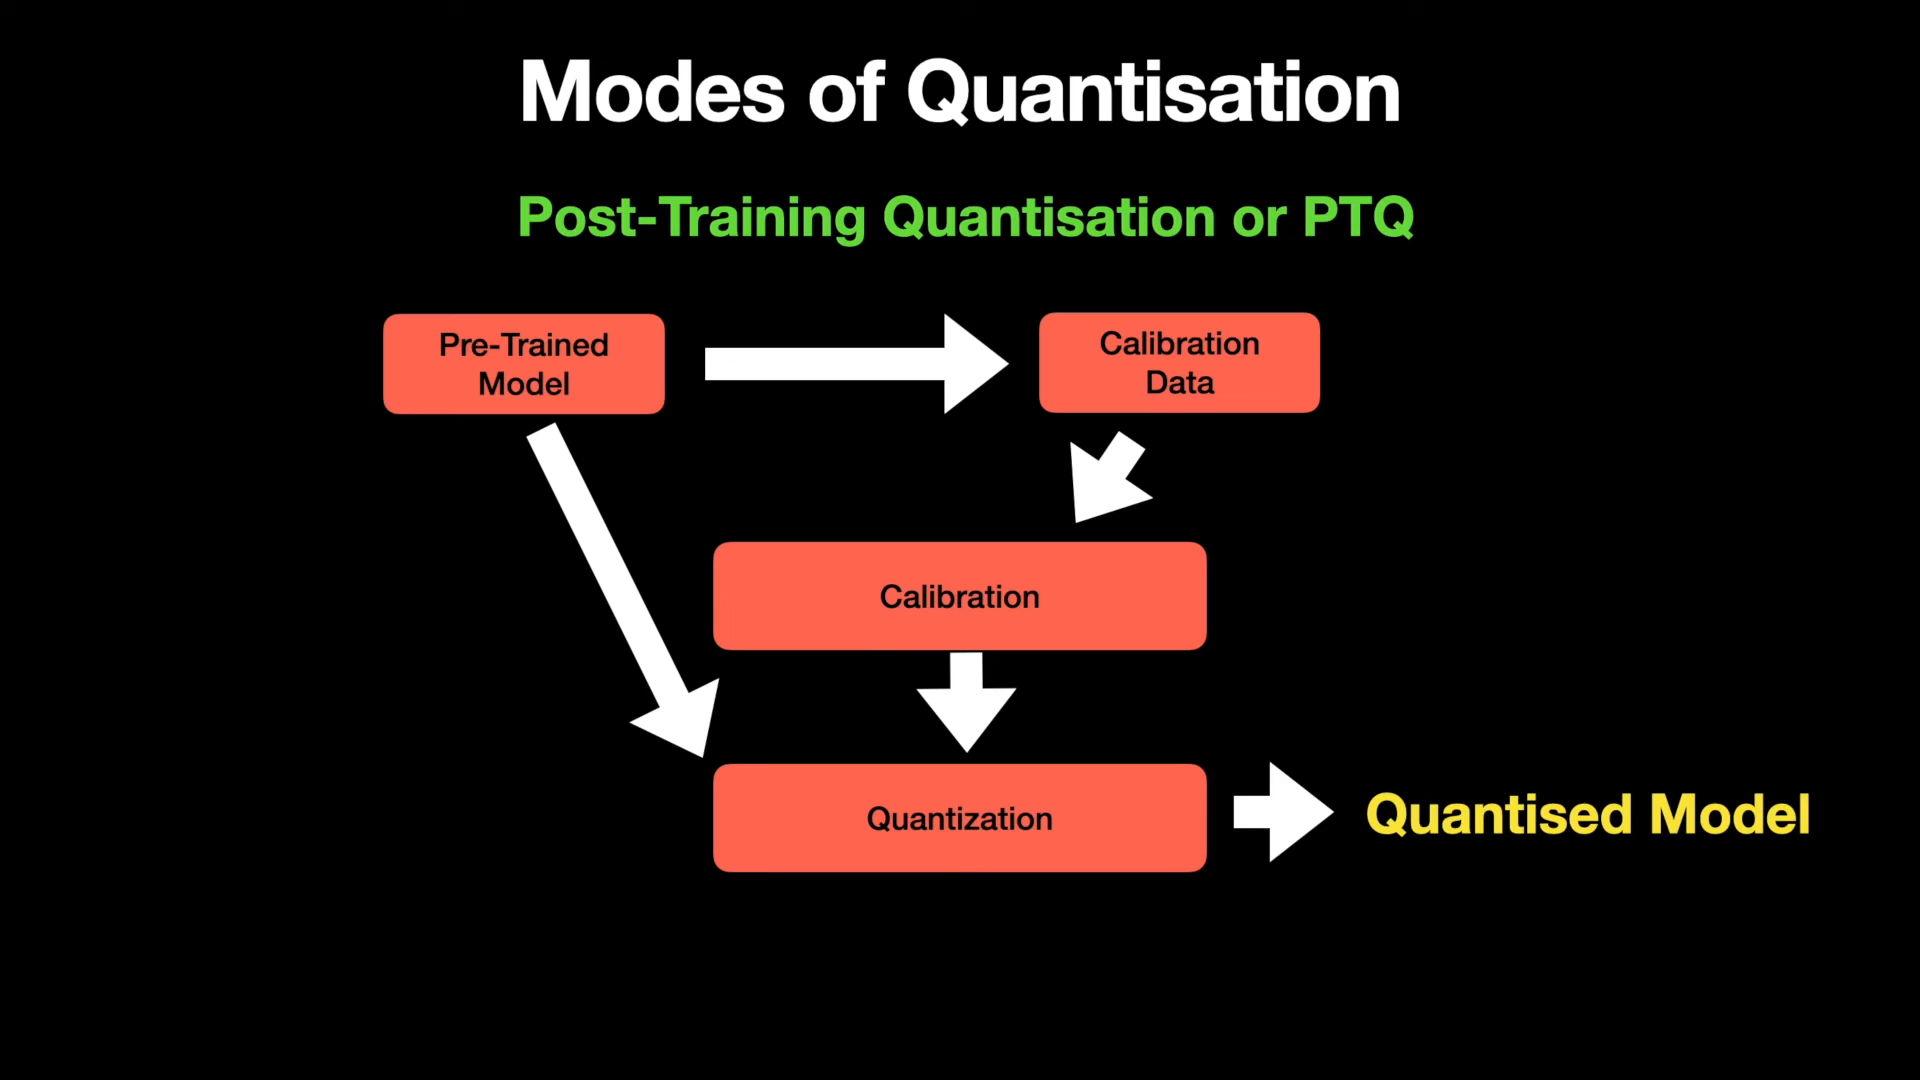 Modes of Quantisation
Post-Training Quantisation or PTQ
Pre-Trained
Model
Calibration
Data
Calibration
Quantization
Quantised Model